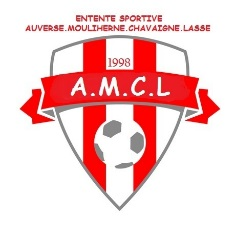 ENTENTE SPORTIVE
AUVERSE.MOULIHERNE.CHAVAIGNE.LASSE
1998
A.M.C.L